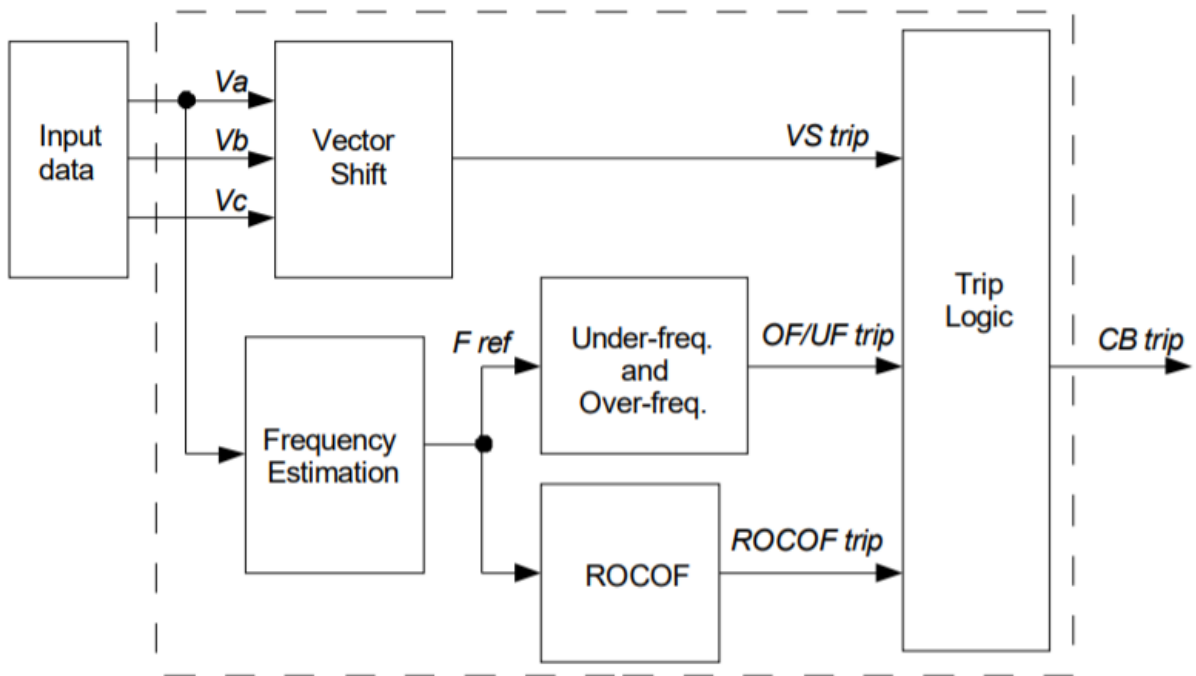 Input
data
Va
Vb
Vc
Vector
Shift
VS trip
Frequency
Estimation
F ref
Under-freq.
and
Over-freq.
OF/UF trip
ROCOF
ROCOF trip
Trip
Logic
CB trip